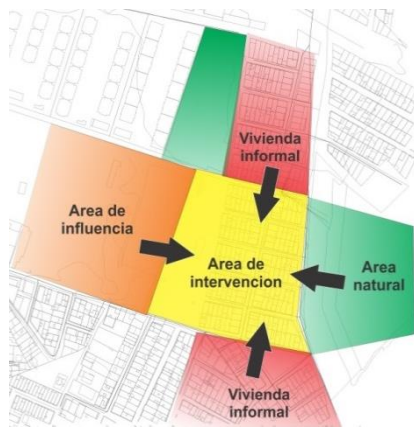 Vivienda
informal
Area de
influencia
Area de
intervencion
Area
natural
Vivienda
informal